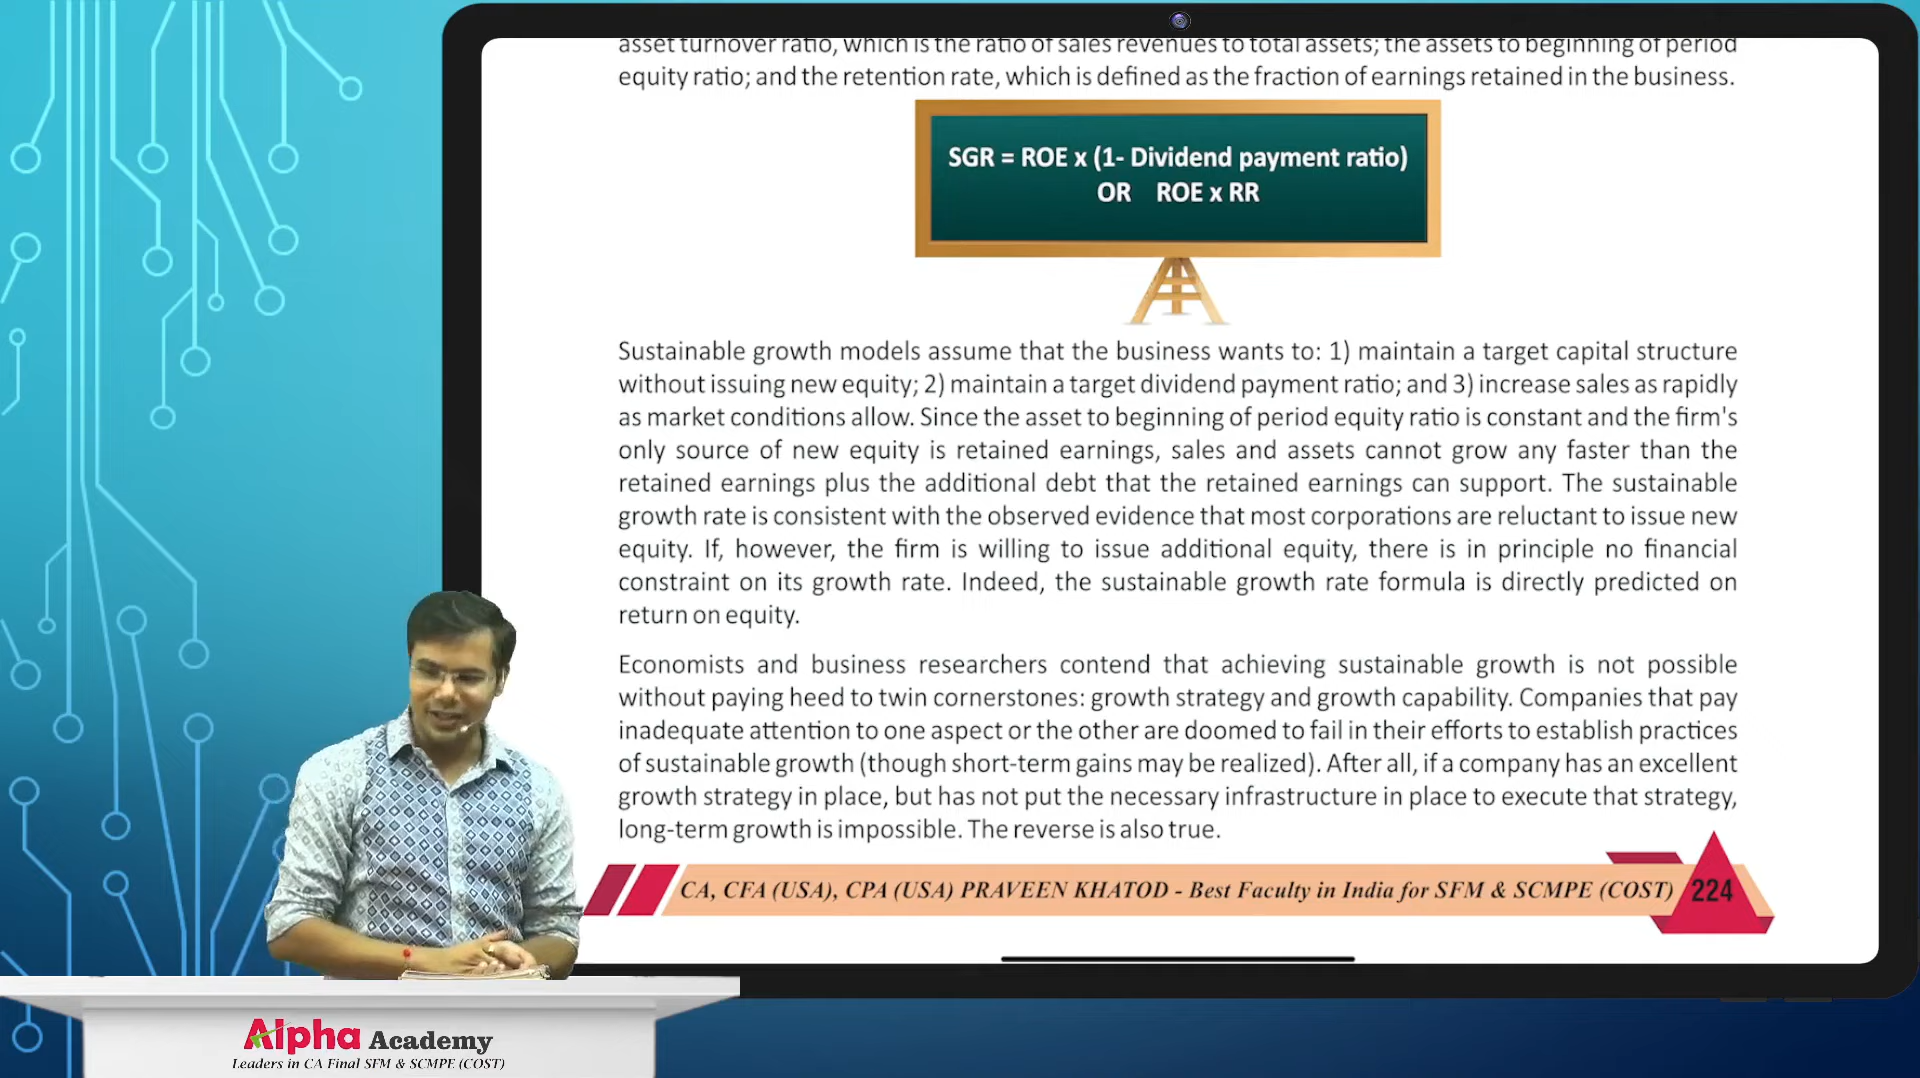 asset turnover ratio, which is the ratio of sales revenues to total assets; the assets to beginning of period
equity ratio; and the retention rate, which is defined as the fraction of earnings retained in the business.
SGR = ROE x (1- Dividend payment ratio)
OR ROE x RR
Sustainable growth models assume that the business wants to: 1) maintain a target capital structure
without issuing new equity; 2) maintain a target dividend payment ratio; and 3) increase sales as rapidly
as market conditions allow. Since the asset to beginning of period equity ratio is constant and the firm's
only source of new equity is retained earnings, sales and assets cannot grow any faster than the
retained earnings plus the additional debt that the retained earnings can support. The sustainable
growth rate is consistent with the observed evidence that most corporations are reluctant to issue new
equity. If, however, the firm is willing to issue additional equity, there is in principle no financial
constraint on its growth rate. Indeed, the sustainable growth rate formula is directly predicted on
return on equity.
Economists and business researchers contend that achieving sustainable growth is not possible
without paying heed to twin cornerstones: growth strategy and growth capability. Companies that pay
inadequate attention to one aspect or the other are doomed to fail in their efforts to establish practices
of sustainable growth (though short-term gains may be realized). After all, if a company has an excellent
growth strategy in place, but has not put the necessary infrastructure in place to execute that strategy,
long-term growth is impossible. The reverse is also true.
CA, CFA (USA), CPA (USA) PRAVEEN KHATOD - Best Faculty in India for SFM & SCMPE (COST) 224
Alpha Academy
Leaders in CA Final SFM & SCMPE (COST)